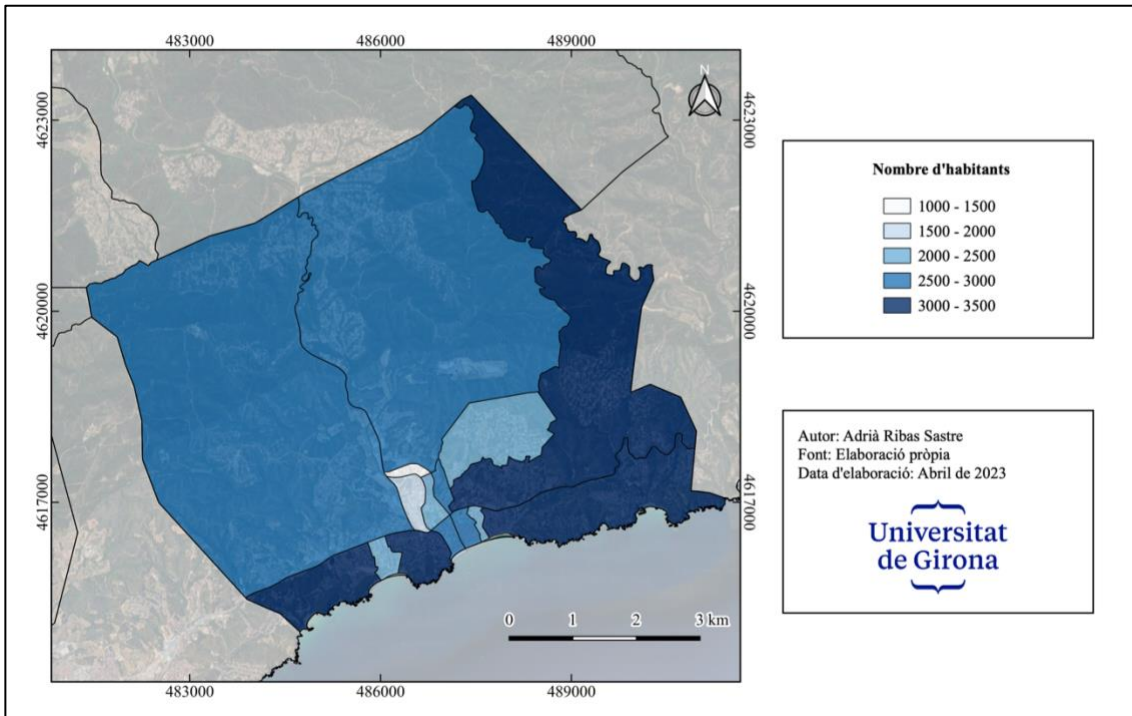 483000 486000 489000
N
4623000 4623000
4620000 4620000
4617000 4617000
0 1 2 3 km
483000 486000 489000
Nombre d'habitants
1000 - 1500
1500 - 2000
2000 - 2500
2500 - 3000
3000 - 3500
Autor: Adrià Ribas Sastre
Font: Elaboració pròpia
Data d'elaboració: Abril de 2023
Universitat
de Girona